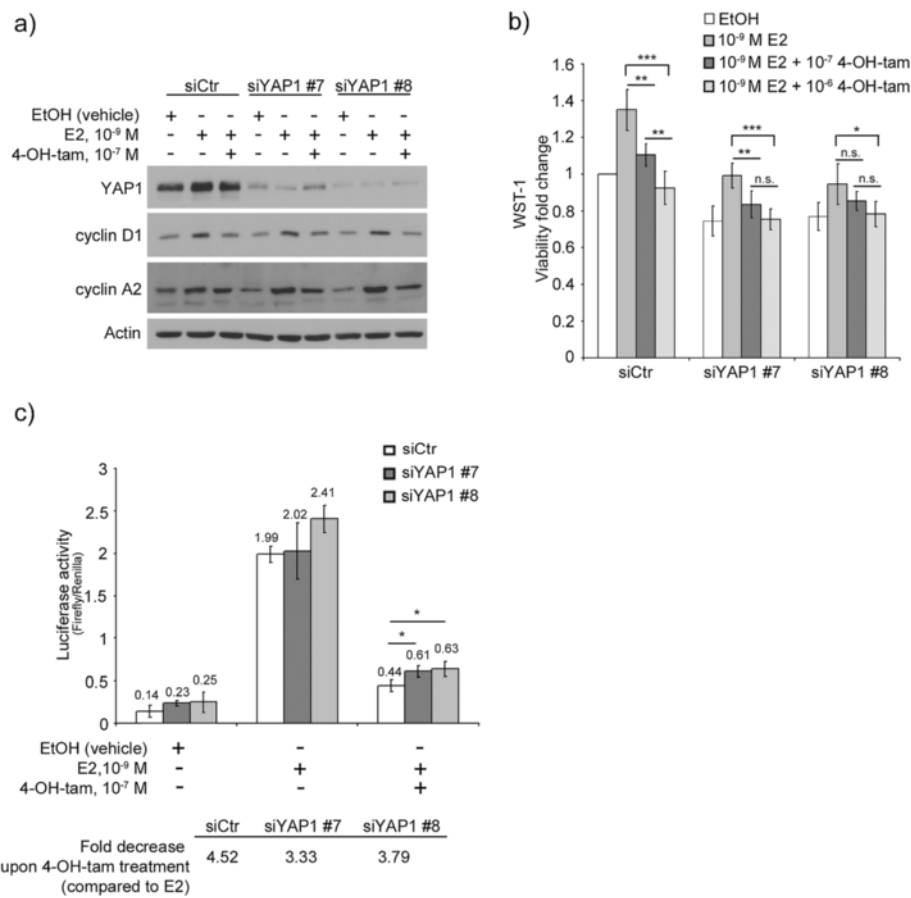 a)
siCtr siYAP1 #7 siYAP1 #8
EtOH (vehicle) + - - + - - + - -
E2, 10⁻⁹ M - + + - + + - + +
4-OH-tam, 10⁻⁷ M - - + - - + - - +
YAP1
cyclin D1
cyclin A2
Actin
b)
EtOH
10⁻⁹ M E2
10⁻⁹ M E2 + 10⁻⁷ 4-OH-tam
10⁻⁹ M E2 + 10⁻⁶ 4-OH-tam
WST-1
Viability fold change
1.6
1.4
1.2
1
0.8
0.6
0.4
0.2
0
***
**
**
***
**
n.s.
*
n.s.
n.s.
siCtr siYAP1 #7 siYAP1 #8
c)
siCtr
siYAP1 #7
siYAP1 #8
Luciferase activity
(Firefly/Renilla)
3
2.5
2
1.5
1
0.5
0
0.14 0.23 0.25
1.99 2.02 2.41
*
*
0.44 0.61 0.63
EtOH (vehicle) + - -
E2,10⁻⁹ M - + +
4-OH-tam, 10⁻⁷ M - - +
siCtr siYAP1 #7 siYAP1 #8
Fold decrease
upon 4-OH-tam treatment
(compared to E2)
4.52 3.33 3.79